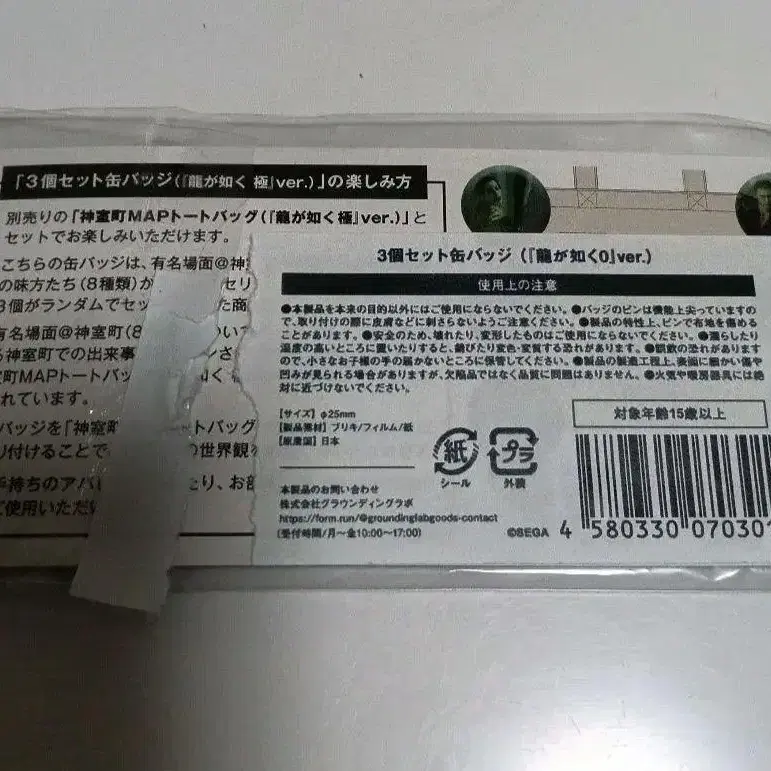 「3個セット缶バッジ(『龍が如く 極』ver.)」の楽しみ方
別売りの「神室町MAPトートバッグ(『龍が如く極』ver.)」と
セットでお楽しみいただけます。
こちらの缶バッジは、有名場面@神
の味方たち(8種類)が セリ
3個がランダムでセッ た商
有名場面@神室町(8 ついて
神室町での出来事
室町MAPトートバッ 如く
れています。
バッジを「神室 トートバッグ
り付けることで の世界観
手持ちのアバ たり、お部
ご使用いただ
3個セット缶バッジ(『龍が如く0』ver.)
使用上の注意
●本製品を本来の目的以外にはご使用にならないでください。●バッジのピンは機能上尖っていますの
で、取り付けの際に皮膚などに刺さらないようご注意ください。●製品の特性上、ピンで布地を傷める
ことがあります。●安全のため、壊れたり、変形したものはご使用にならないでください。●濡らしたり
湿度の高いところに置いたりすると、錆びたり変色・変質する恐れがあります。●誤飲の恐れがあります
ので、小さなお子様の手の届かないところに保管してください。●製品の製造工程上、表面に細かい傷や
凹みが見られる場合がありますが、欠陥品ではなく品質に問題はありません。●火気や暖房器具には絶
対に近づけないでください。
【サイズ】φ25mm
【製品素材】ブリキ/フィルム/紙
【原産国】日本
対象年齢15歳以上
紙
シール
プラ
外装
本製品のお問い合わせ
株式会社グラウンディングラボ
https://form.run/@groundinglabgoods-contact
(受付時間/月〜金10:00〜17:00)
©SEGA
4 580330 070301